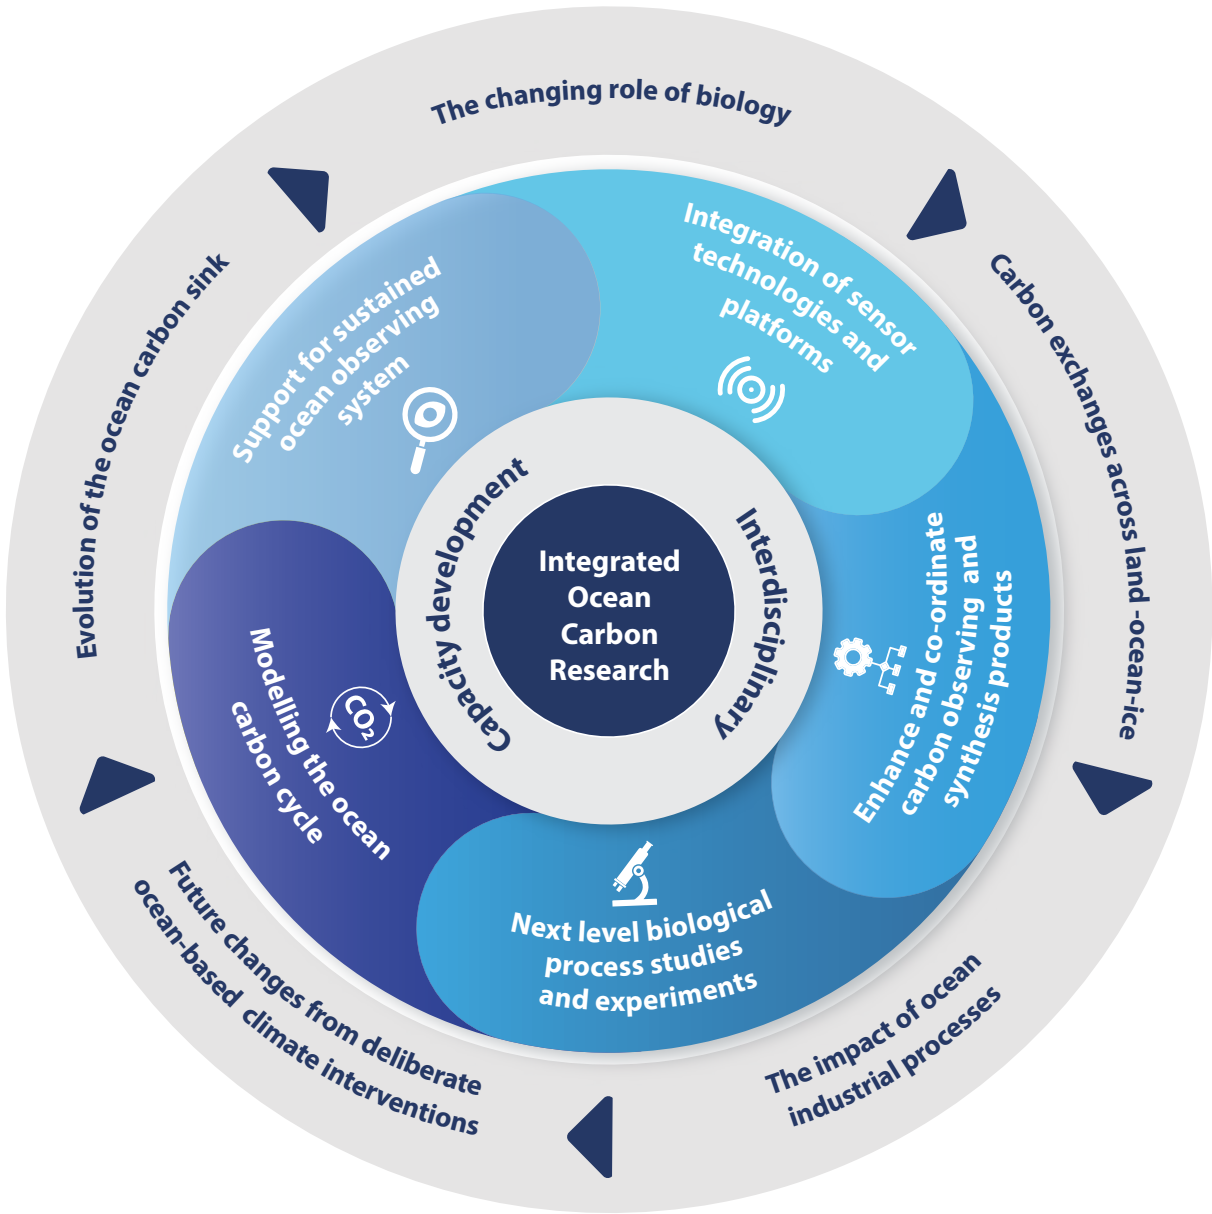 The changing role of biology
Carbon exchanges across land -ocean-ice
The impact of ocean
industrial processes
Future changes from deliberate
ocean-based climate interventions
Evolution of the ocean carbon sink
Integration of sensor
technologies and
platforms
Enhance and co-ordinate
carbon observing and
synthesis products
Next level biological
process studies
and experiments
Modelling the ocean
carbon cycle
CO₂
Support for sustained
ocean observing
system
Capacity development
Interdisciplinary
Integrated
Ocean
Carbon
Research